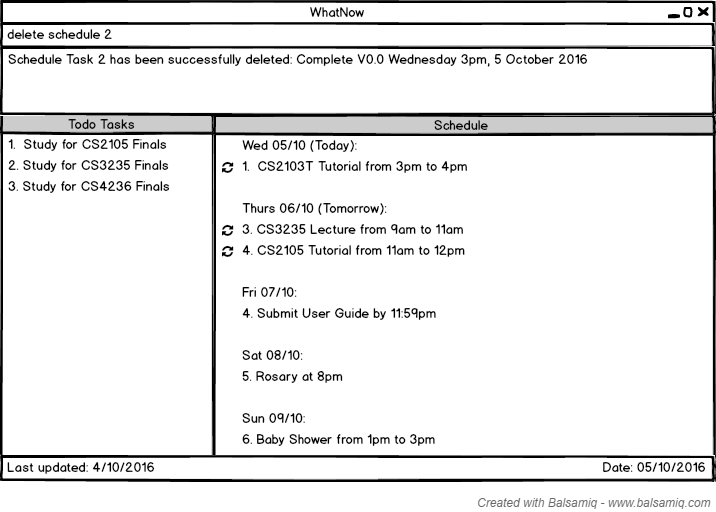 WhatNow
delete schedule 2
Schedule Task 2 has been successfully deleted: Complete V0.0 Wednesday 3pm, 5 October 2016
Todo Tasks
1. Study for CS2105 Finals
2. Study for CS3235 Finals
3. Study for CS4236 Finals
Schedule
Wed 05/10 (Today):
1. CS2103T Tutorial from 3pm to 4pm
Thurs 06/10 (Tomorrow):
3. CS3235 Lecture from 9am to 11am
4. CS2105 Tutorial from 11am to 12pm
Fri 07/10:
4. Submit User Guide by 11:59pm
Sat 08/10:
5. Rosary at 8pm
Sun 09/10:
6. Baby Shower from 1pm to 3pm
Last updated: 4/10/2016
Date: 05/10/2016
Created with Balsamiq - www.balsamiq.com